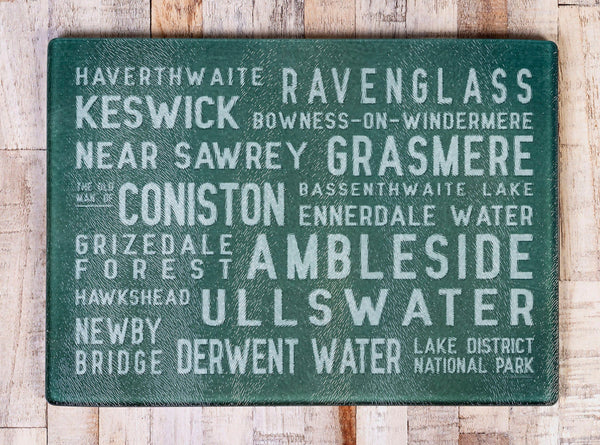 HAVERTHWAITE RAVENGLASS
KESWICK BOWNESS-ON-WINDERMERE
NEAR SAWREY GRASMERE
THE OLD
MAN OF
CONISTON
BASSENTHWAITE LAKE
ENNERDALE WATER
GRIZEDALE
FOREST
AMBLESIDE
HAWKSHEAD ULLSWATER
NEWBY
BRIDGE
DERWENT WATER
LAKE DISTRICT
NATIONAL PARK